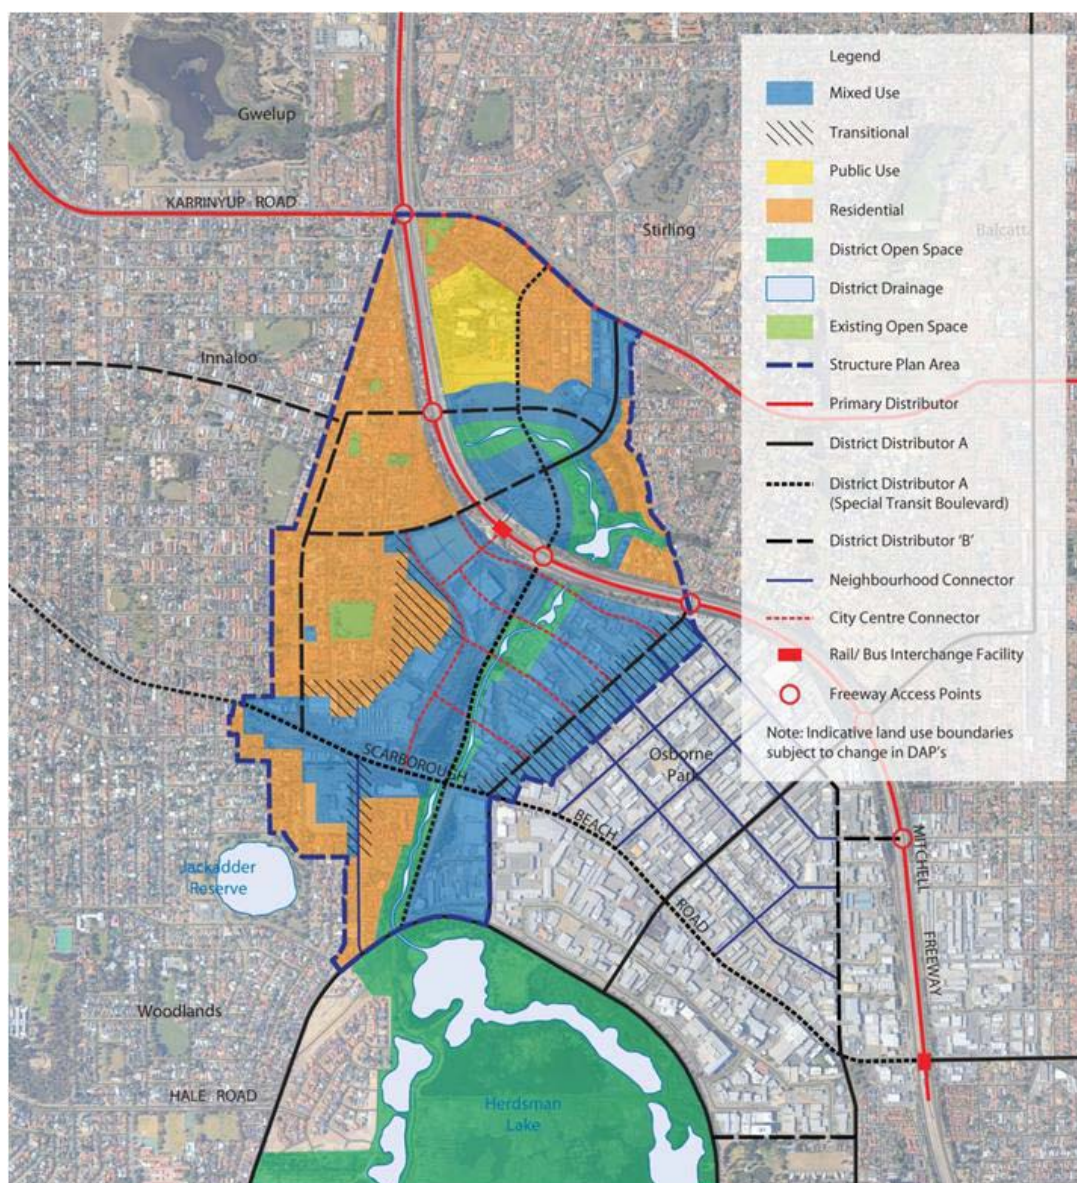 Legend
Mixed Use
Transitional
Public Use
Residential
District Open Space
District Drainage
Existing Open Space
Structure Plan Area
Primary Distributor
District Distributor A
District Distributor A
(Special Transit Boulevard)
District Distributor ‘B’
Neighbourhood Connector
City Centre Connector
Rail/ Bus Interchange Facility
Freeway Access Points
Note: Indicative land use boundaries
subject to change in DAP's
Gwelup
KARRINYUP ROAD
Stirling
Balcatta
Innaloo
SCARBOROUGH
BEACH
ROAD
Osborne
Park
MITCHELL
FREEWAY
Jackadder
Reserve
Woodlands
HALE ROAD
Herdsman
Lake